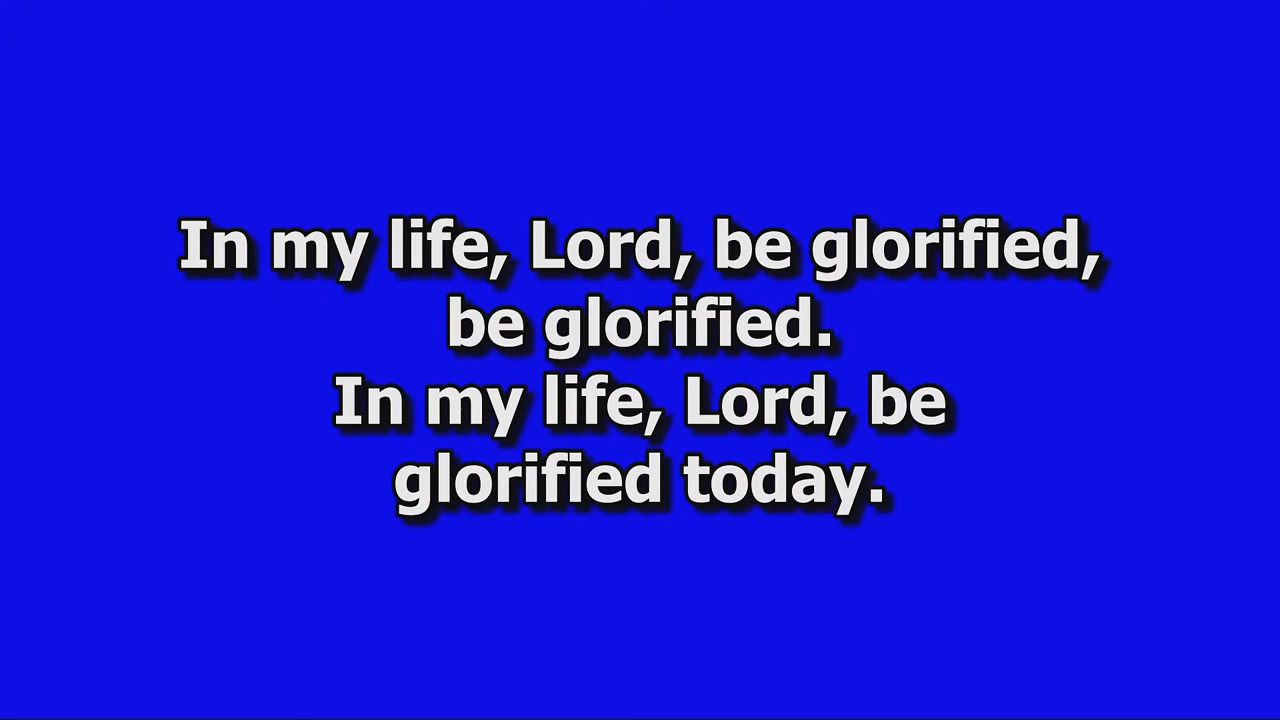 In my life, Lord, be glorified,
be glorified.
In my life, Lord, be
glorified today.